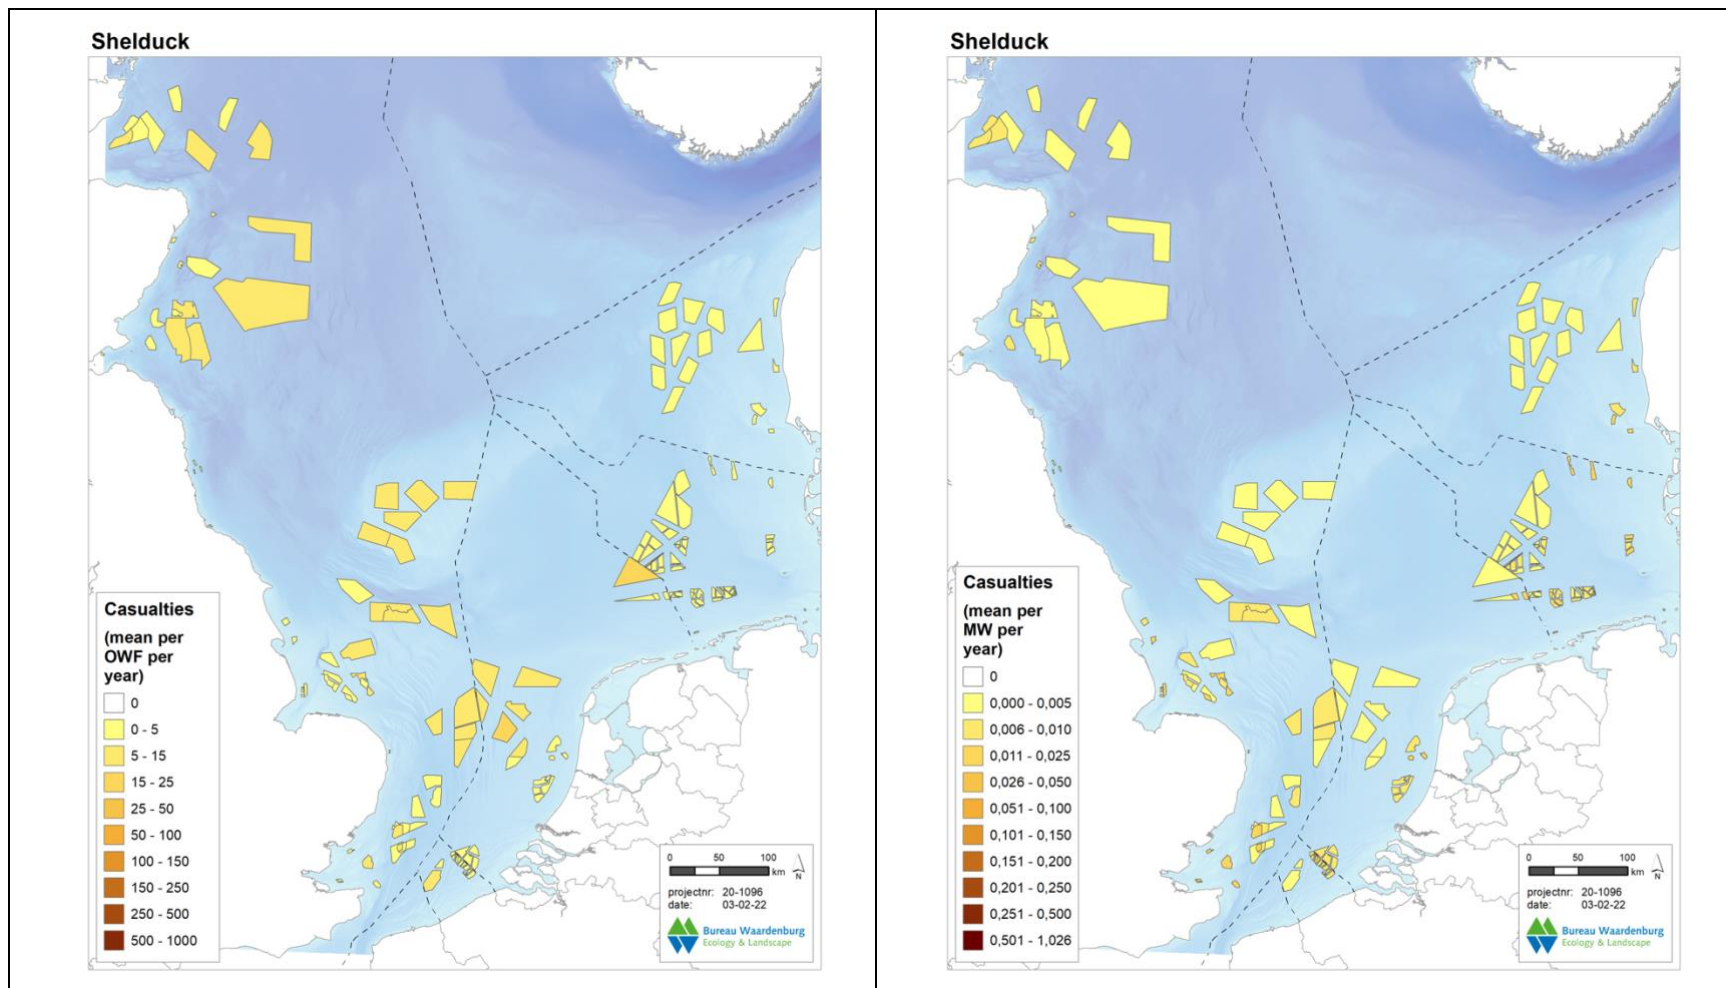 Shelduck
Casualties
(mean per
OWF per
year)
0
0 - 5
5 - 15
15 - 25
25 - 50
50 - 100
100 - 150
150 - 250
250 - 500
500 - 1000
0 50 100
km
N
projectnr: 20-1096
date: 03-02-22
Bureau Waardenburg
Ecology & Landscape
Shelduck
Casualties
(mean per
MW per
year)
0
0,000 - 0,005
0,006 - 0,010
0,011 - 0,025
0,026 - 0,050
0,051 - 0,100
0,101 - 0,150
0,151 - 0,200
0,201 - 0,250
0,251 - 0,500
0,501 - 1,026
0 50 100
km
N
projectnr: 20-1096
date: 03-02-22
Bureau Waardenburg
Ecology & Landscape